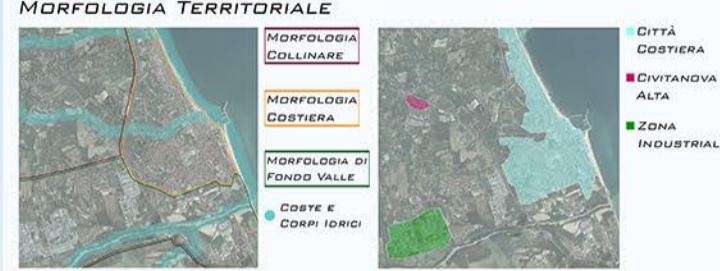 Morfologia Territoriale
Morfologia
Collinare
Morfologia
Costiera
Morfologia di
Fondo Valle
Coste e
Corpi Idrici
Città
Costiera
Civitanova
Alta
Zona
Industrial